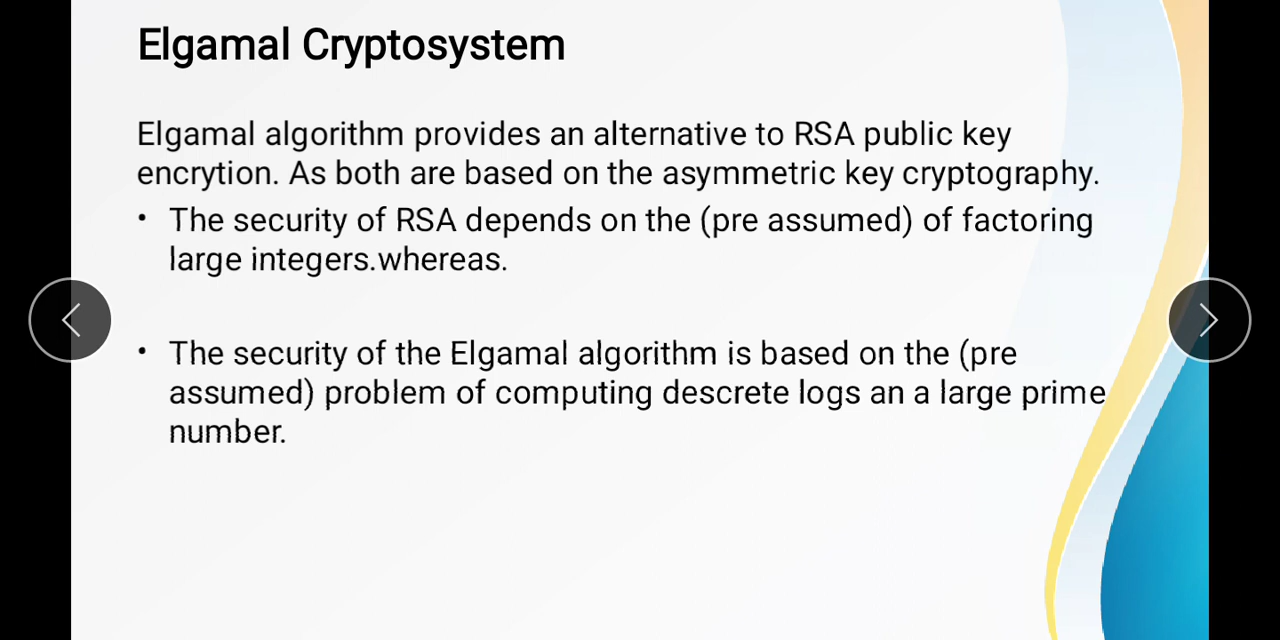 Elgamal Cryptosystem
Elgamal algorithm provides an alternative to RSA public key
encrytion. As both are based on the asymmetric key cryptography.
• The security of RSA depends on the (pre assumed) of factoring
large integers.whereas.
• The security of the Elgamal algorithm is based on the (pre
assumed) problem of computing descrete logs an a large prime
number.